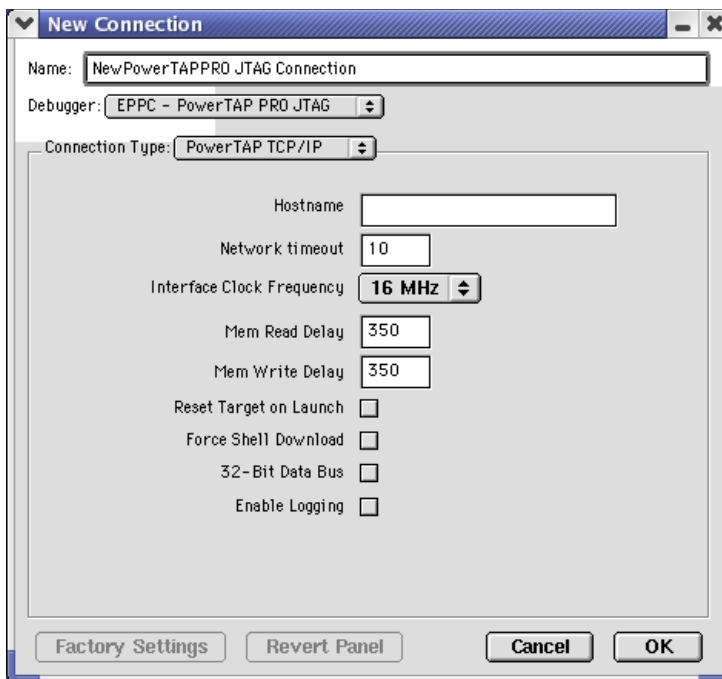 New Connection
Name: NewPowerTAPPRO JTAG Connection
Debugger: EPPC - PowerTAP PRO JTAG
Connection Type: PowerTAP TCP/IP
Hostname
Network timeout 10
Interface Clock Frequency 16 MHz
Mem Read Delay 350
Mem Write Delay 350
Reset Target on Launch
Force Shell Download
32-Bit Data Bus
Enable Logging
Factory Settings Revert Panel Cancel OK